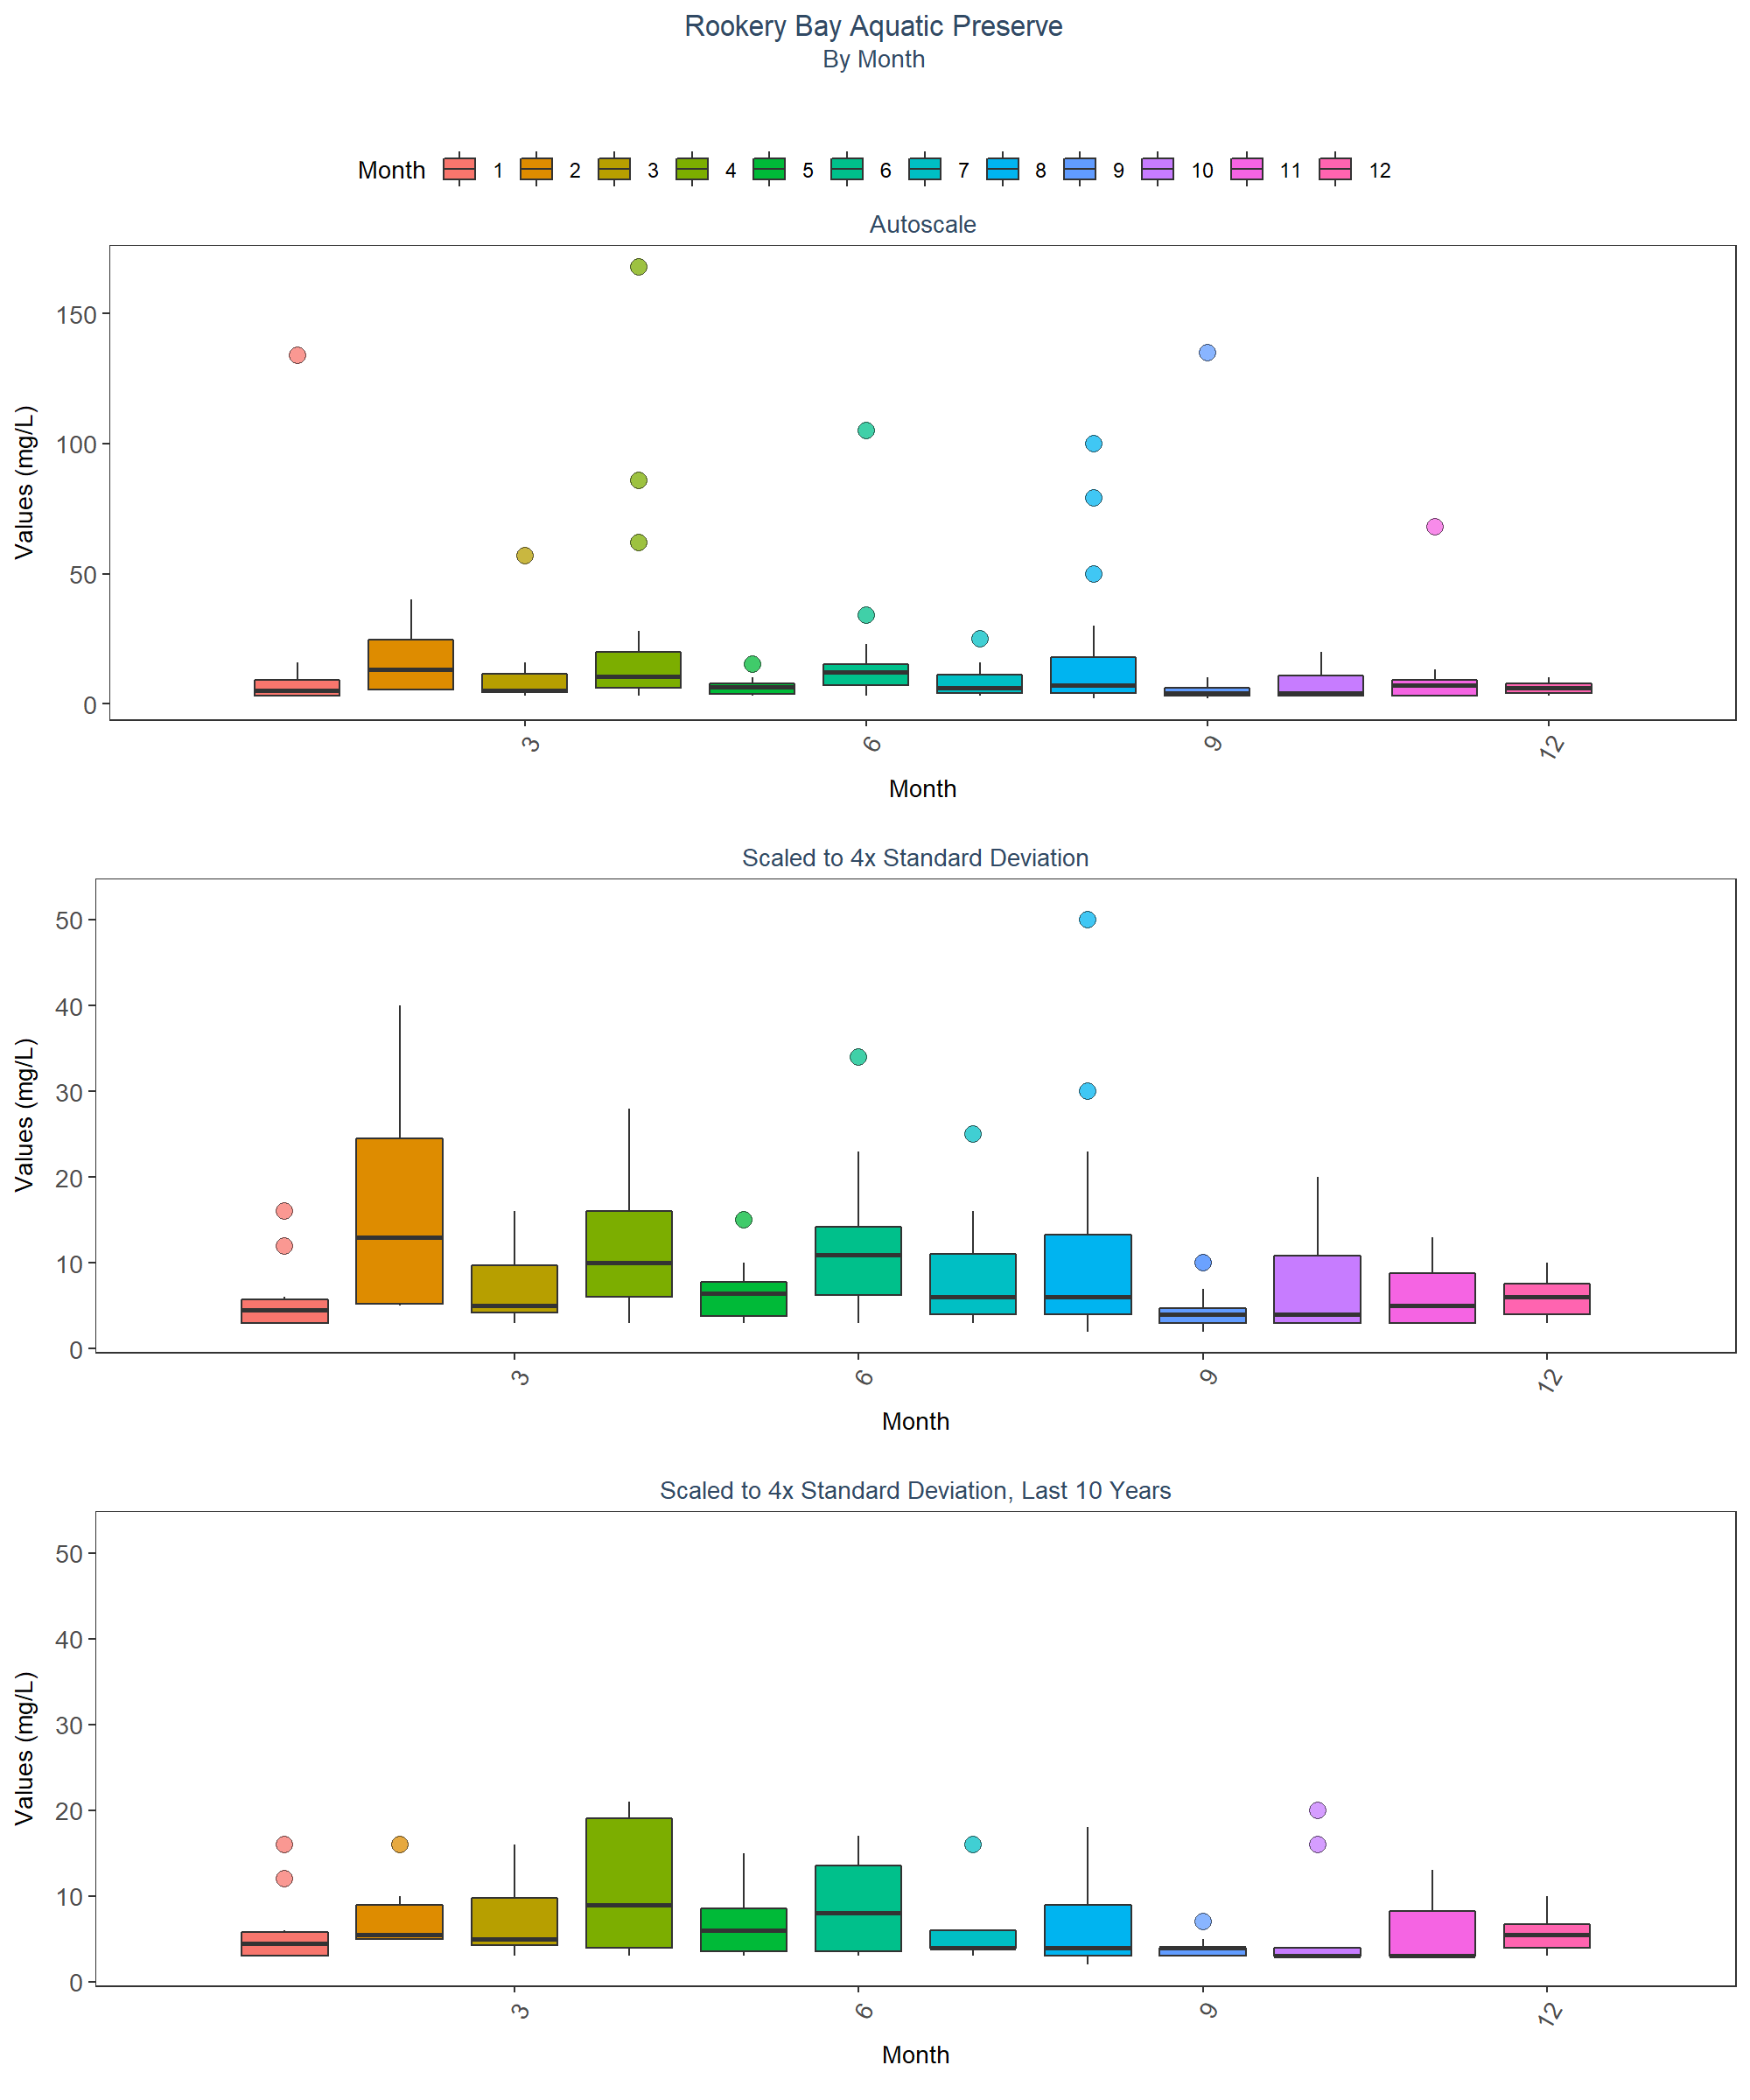 Rookery Bay Aquatic Preserve
By Month
Month 1 2 3 4 5 6 7 8 9 10 11 12
Autoscale
Values (mg/L)
150
100
50
0
3 6 9 12
Month
Scaled to 4x Standard Deviation
Values (mg/L)
50
40
30
20
10
0
3 6 9 12
Month
Scaled to 4x Standard Deviation, Last 10 Years
Values (mg/L)
50
40
30
20
10
0
3 6 9 12
Month